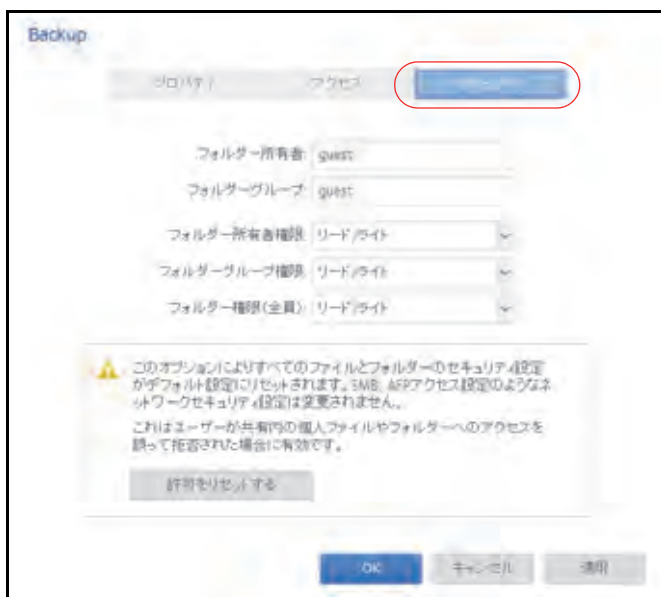 Backup
プロパティ アクセス
フォルダー所有者: guest
フォルダーグループ: guest
フォルダー所有者権限: リード/ライト
フォルダーグループ権限: リード/ライト
フォルダー権限(全員): リード/ライト
このオプションによりすべてのファイルとフォルダーのセキュリティ設定
がデフォルト設定にリセットされます。SMB、AFPアクセス設定のようなネ
ットワークセキュリティ設定は変更されません。
これはユーザーが共有内の個人ファイルやフォルダーへのアクセスを
誤って拒否された場合に有効です。
許可をリセットする
OK キャンセル 適用